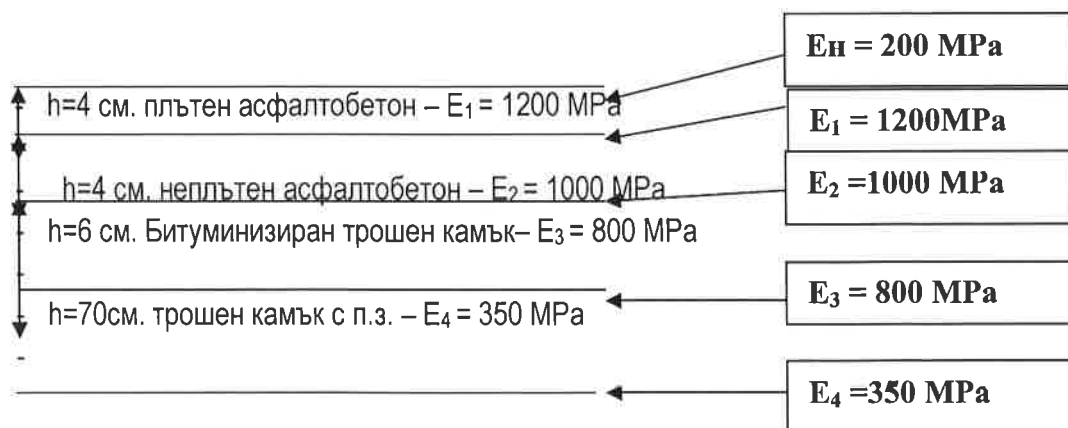 Eн = 200 MPa
h=4 см. плътен асфалтобетон – E₁ = 1200 MPa
E₁ = 1200MPa
h=4 см. неплътен асфалтобетон – E₂ = 1000 MPa
E₂ =1000 MPa
h=6 см. Битуминизиран трошен камък– E₃ = 800 MPa
E₃ = 800 MPa
h=70см. трошен камък с п.з. – E₄ = 350 MPa
E₄ =350 MPa